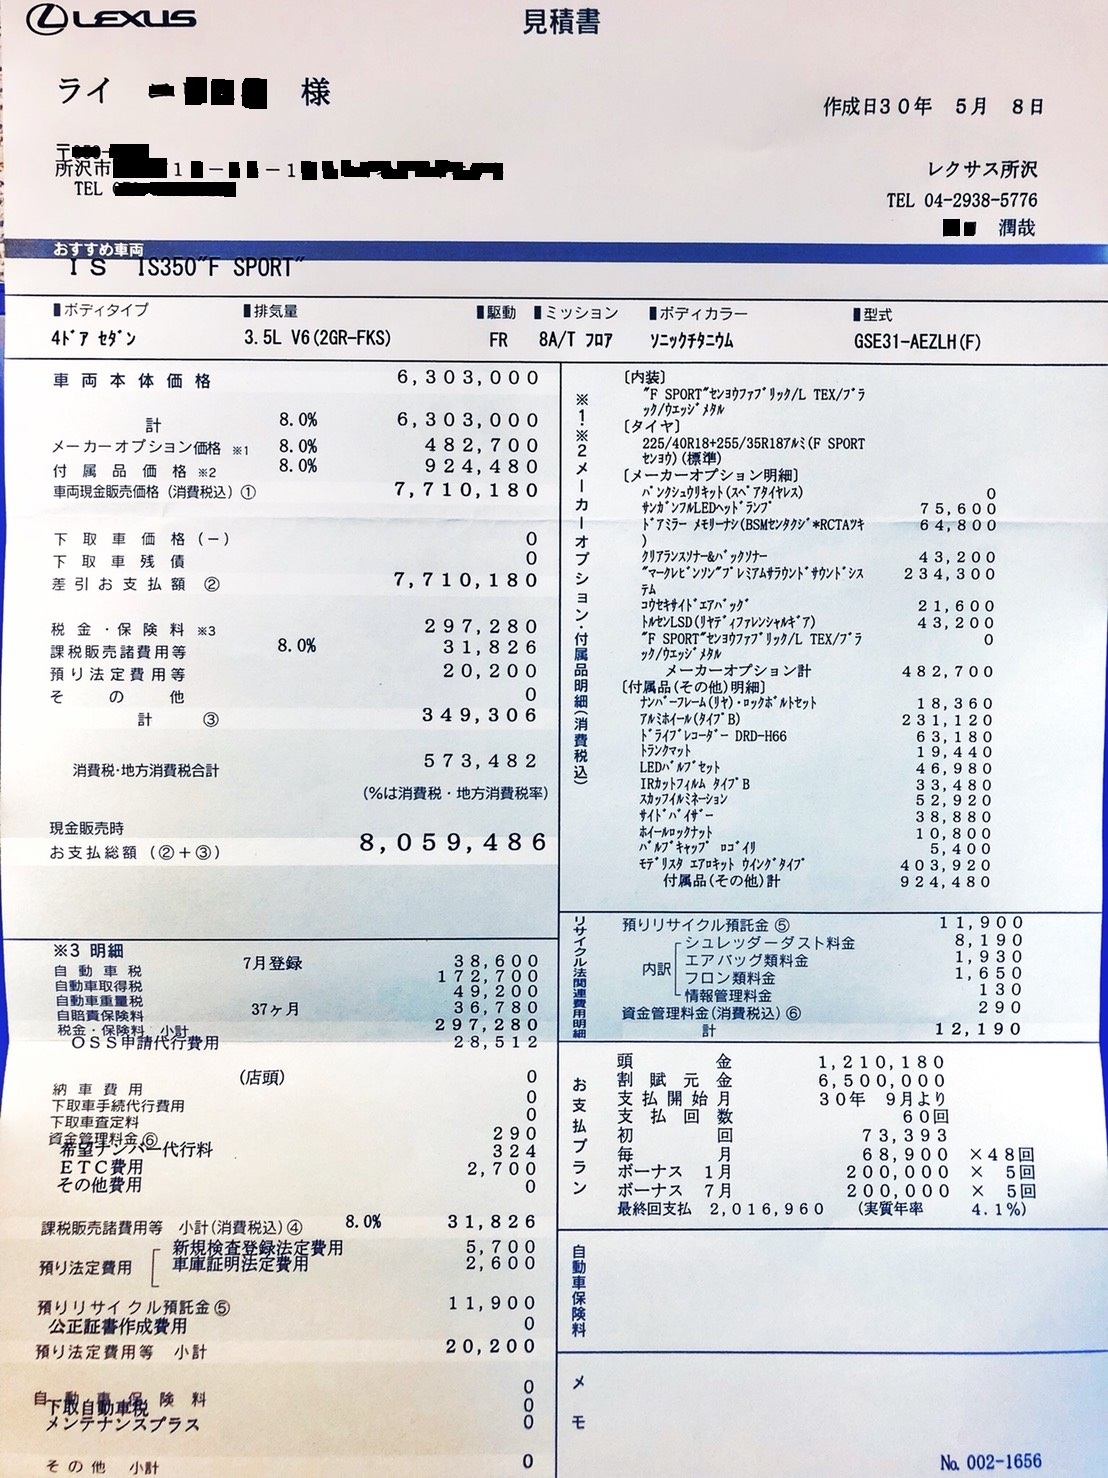 LEXUS
見積書
ライ 様
作成日30年 5月 8日
〒
所沢市
TEL
レクサス所沢
TEL 04-2938-5776
潤哉
おすすめ車両
IS IS350"F SPORT"
■ボディタイプ ■排気量 ■駆動 ■ミッション ■ボディカラー ■型式
4ﾄﾞｱ ｾﾀﾞﾝ 3.5L V6(2GR-FKS) FR 8A/T ﾌﾛｱ ｿﾆｯｸﾁﾀﾆｳﾑ GSE31-AEZLH(F)
車両本体価格 6,303,000
計 8.0% 6,303,000
メーカーオプション価格 ※1 8.0% 482,700
付属品価格 ※2 8.0% 924,480
車両現金販売価格(消費税込)① 7,710,180
下取車価格(−) 0
下取車残債 0
差引お支払額 ② 7,710,180
税金・保険料 ※3 297,280
課税販売諸費用等 8.0% 31,826
預り法定費用等 20,200
その他 0
計 ③ 349,306
消費税・地方消費税合計 573,482
(%は消費税・地方消費税率)
現金販売時
お支払総額(②+③) 8,059,486
※3 明細
自動車税 7月登録 38,600
自動車取得税 172,700
自動車重量税 49,200
自賠責保険料 37ヶ月 36,780
税金・保険料 小計 297,280
OSS申請代行費用 28,512
納車費用 (店頭) 0
下取車手続代行費用 0
下取車査定料 0
資金管理料金⑥ 290
希望ナンバー代行料 324
ETC費用 2,700
その他費用 0
課税販売諸費用等 小計(消費税込)④ 8.0% 31,826
預り法定費用
新規検査登録法定費用 5,700
車庫証明法定費用 2,600
預りリサイクル預託金⑤ 11,900
公正証書作成費用 0
預り法定費用等 小計 20,200
自動車保険料 0
下取自動車税 0
メンテナンスプラス 0
その他 小計 0
※1・※2メーカーオプション・付属品明細(消費税込)
〔内装〕
"F SPORT"ｾﾝﾖｳﾌｧﾌﾞﾘｯｸ/L TEX/ﾌﾞﾗ
ｯｸ/ｳｴｯｼﾞﾒﾀﾙ
〔タイヤ〕
225/40R18+255/35R18ｱﾙﾐ(F SPORT
ｾﾝﾖｳ)(標準)
〔メーカーオプション明細〕
ﾊﾟﾝｸｼｭｳﾘｷｯﾄ(ｽﾍﾟｱﾀｲﾔﾚｽ) 0
ｻﾝｶﾞﾝﾌﾙLEDﾍｯﾄﾞﾗﾝﾌﾟ 75,600
ﾄﾞｱﾐﾗｰ ﾒﾓﾘｰﾅｼ(BSMｾﾝﾀｸｼﾞ*RCTAﾂｷ 64,800
)
ｸﾘｱﾗﾝｽｿﾅｰ&ﾊﾞｯｸｿﾅｰ 43,200
"ﾏｰｸﾚﾋﾞﾝｿﾝ"ﾌﾟﾚﾐｱﾑｻﾗｳﾝﾄﾞｻｳﾝﾄﾞｼｽ 234,300
ﾃﾑ
ｺｳｾｷｻｲﾄﾞｴｱﾊﾞｯｸﾞ 21,600
ﾄﾙｾﾝLSD(ﾘﾔﾃﾞｨﾌｧﾚﾝｼｬﾙｷﾞｱ) 43,200
"F SPORT"ｾﾝﾖｳﾌｧﾌﾞﾘｯｸ/L TEX/ﾌﾞﾗ 0
ｯｸ/ｳｴｯｼﾞﾒﾀﾙ
メーカーオプション計 482,700
〔付属品(その他)明細〕
ﾅﾝﾊﾞｰﾌﾚｰﾑ(ﾘﾔ)・ﾛｯｸﾎﾞﾙﾄｾｯﾄ 18,360
ｱﾙﾐﾎｲｰﾙ(ﾀｲﾌﾟB) 231,120
ﾄﾞﾗｲﾌﾞﾚｺｰﾀﾞｰ DRD-H66 63,180
ﾄﾗﾝｸﾏｯﾄ 19,440
LEDﾊﾞﾙﾌﾞｾｯﾄ 46,980
IRｶｯﾄﾌｨﾙﾑ ﾀｲﾌﾟB 33,480
ｽｶｯﾌｲﾙﾐﾈｰｼｮﾝ 52,920
ｻｲﾄﾞﾊﾞｲｻﾞｰ 38,880
ﾎｲｰﾙﾛｯｸﾅｯﾄ 10,800
ﾊﾞﾙﾌﾞｷｬｯﾌﾟ ﾛｺﾞｲﾘ 5,400
ﾓﾃﾞﾘｽﾀ ｴｱﾛｷｯﾄ ｳｲﾝｸﾞﾀｲﾌﾟ 403,920
付属品(その他)計 924,480
リサイクル法関連費用明細
預りリサイクル預託金⑤ 11,900
内訳
シュレッダーダスト料金 8,190
エアバッグ類料金 1,930
フロン類料金 1,650
情報管理料金 130
資金管理料金(消費税込)⑥ 290
計 12,190
お支払プラン
頭金 1,210,180
割賦元金 6,500,000
支払開始月 30年 9月より
支払回数 60回
初回 73,393
毎月 68,900 ×48回
ボーナス 1月 200,000 × 5回
ボーナス 7月 200,000 × 5回
最終回支払 2,016,960 (実質年率 4.1%)
自動車保険料
メモ
No. 002-1656